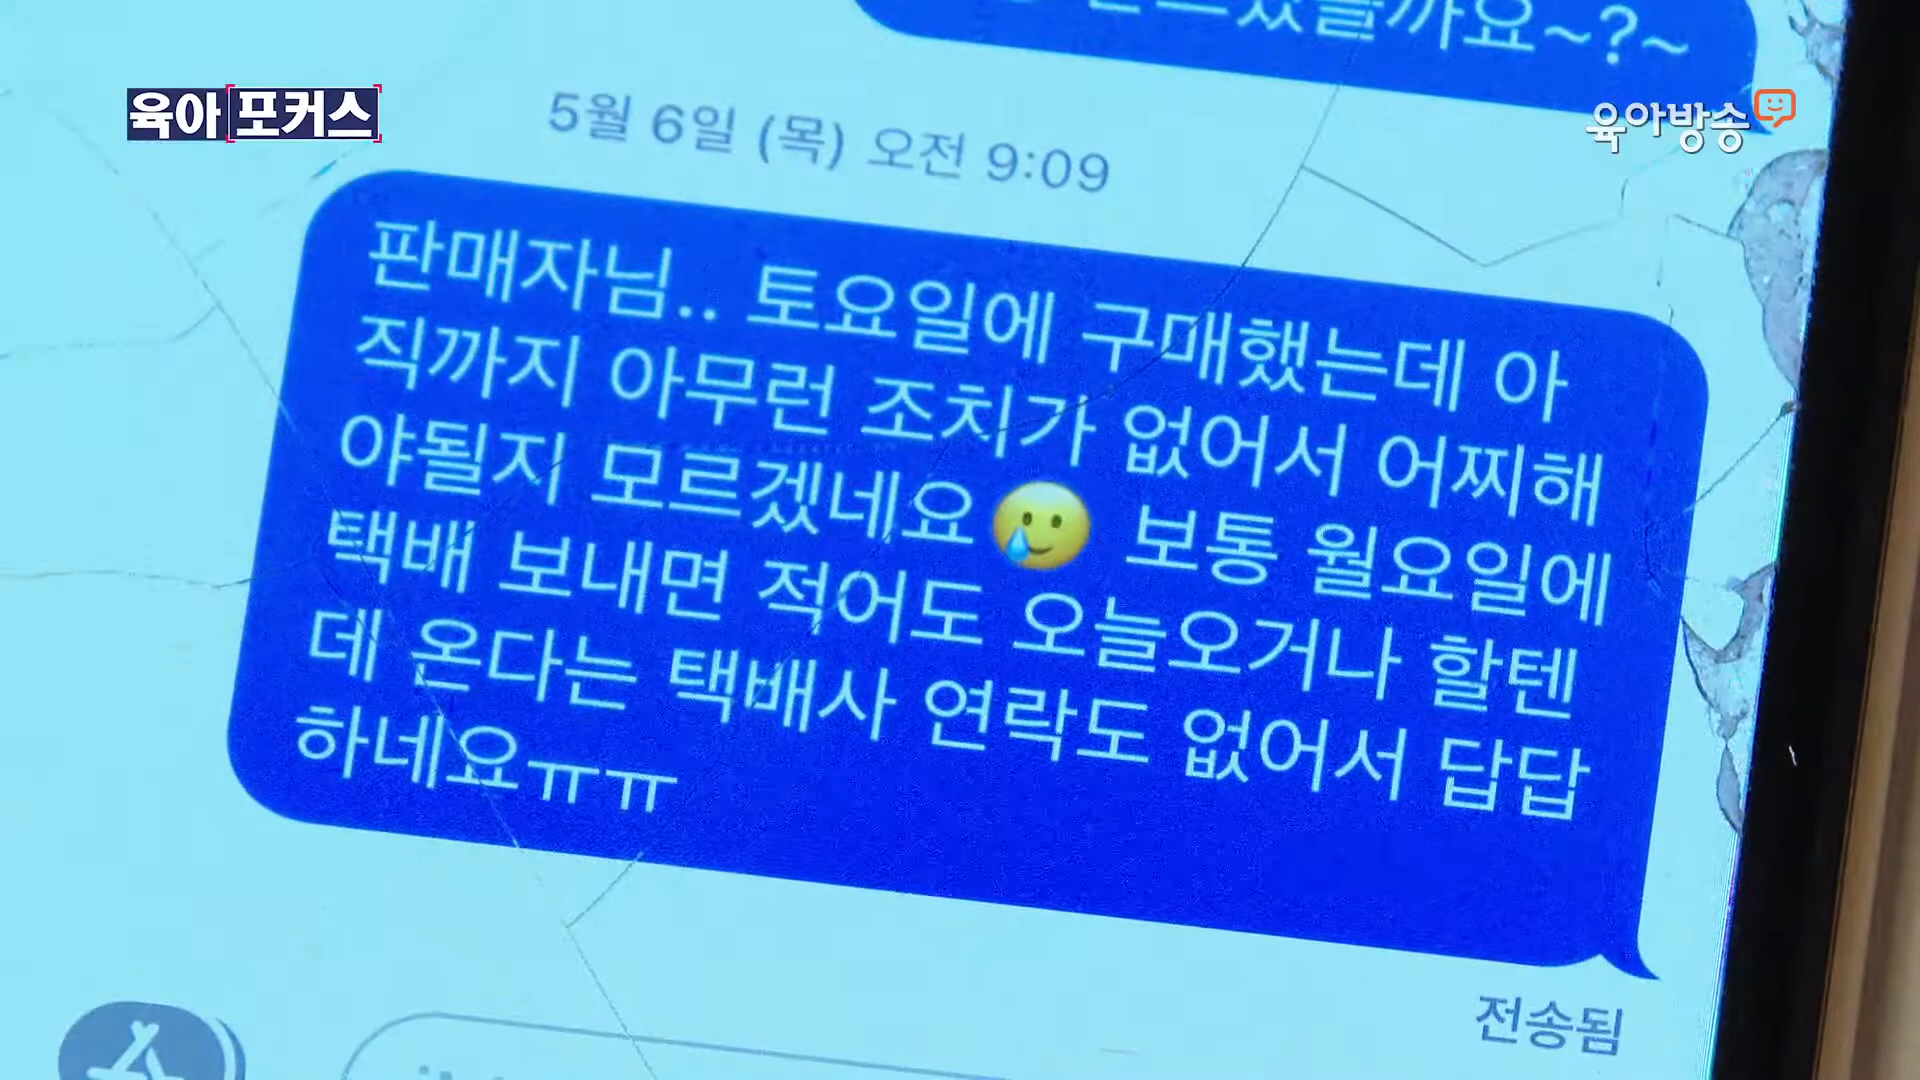 까요~?~
육아 포커스
육아방송
5월 6일 (목) 오전 9:09
판매자님.. 토요일에 구매했는데 아
직까지 아무런 조치가 없어서 어찌해
야될지 모르겠네요🥲 보통 월요일에
택배 보내면 적어도 오늘오거나 할텐
데 온다는 택배사 연락도 없어서 답답
하네요ㅠㅠ
전송됨